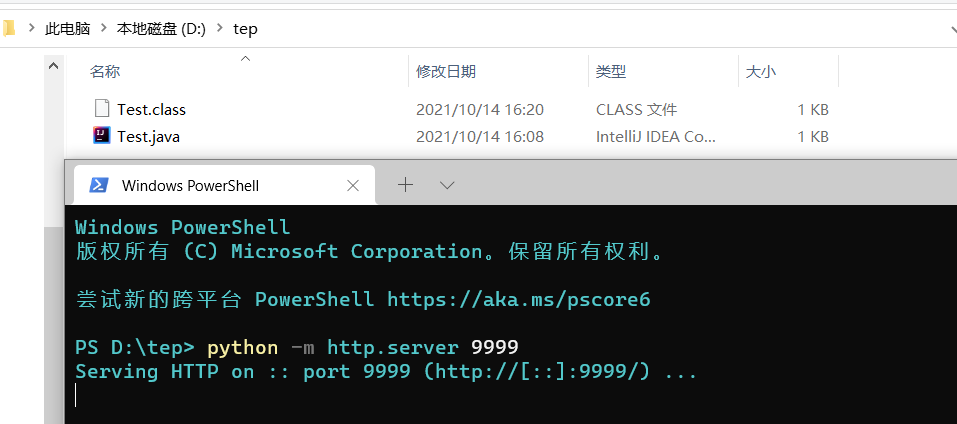 此电脑 > 本地磁盘 (D:) > tep
名称 修改日期 类型 大小
Test.class 2021/10/14 16:20 CLASS 文件 1 KB
Test.java 2021/10/14 16:08 IntelliJ IDEA Co... 1 KB
Windows PowerShell
Windows PowerShell
版权所有 (C) Microsoft Corporation。保留所有权利。
尝试新的跨平台 PowerShell https://aka.ms/pscore6
PS D:\tep> python -m http.server 9999
Serving HTTP on :: port 9999 (http://[::]:9999/) ...